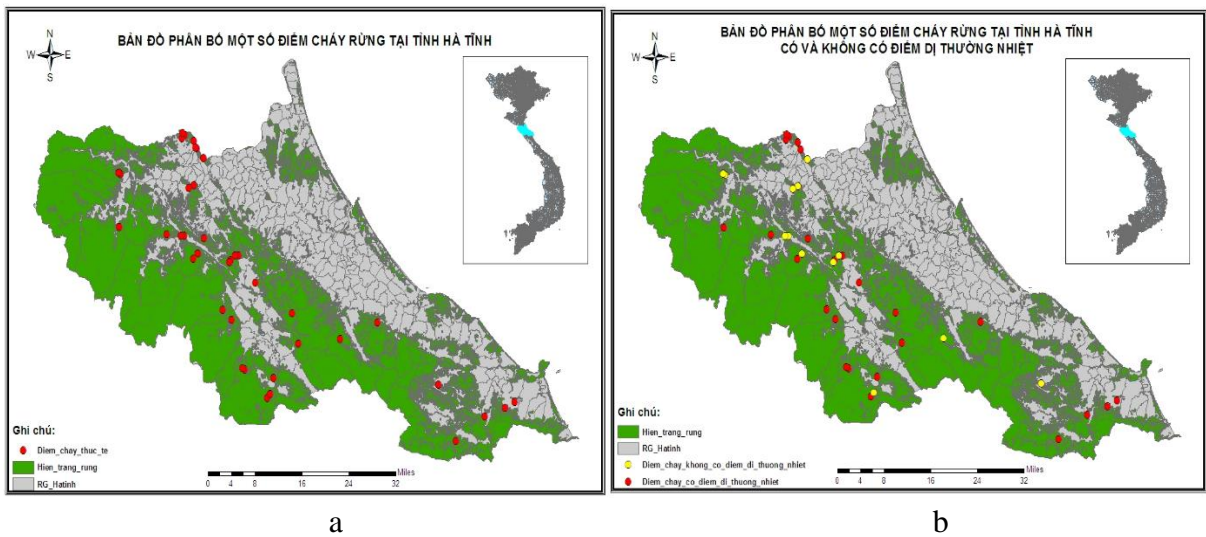 BẢN ĐỒ PHÂN BỐ MỘT SỐ ĐIỂM CHÁY RỪNG TẠI TỈNH HÀ TĨNH
N
W E
S
Ghi chú:
Diem_chay_thuc_te
Hien_trang_rung
RG_Hatinh
Miles
0 4 8 16 24 32
a
BẢN ĐỒ PHÂN BỐ MỘT SỐ ĐIỂM CHÁY RỪNG TẠI TỈNH HÀ TĨNH
CÓ VÀ KHÔNG CÓ ĐIỂM DỊ THƯỜNG NHIỆT
N
W E
S
Ghi chú:
Hien_trang_rung
RG_Hatinh
Diem_chay_khong_co_diem_di_thuong_nhiet
Diem_chay_co_diem_di_thuong_nhiet
Miles
0 4 8 16 24 32
b